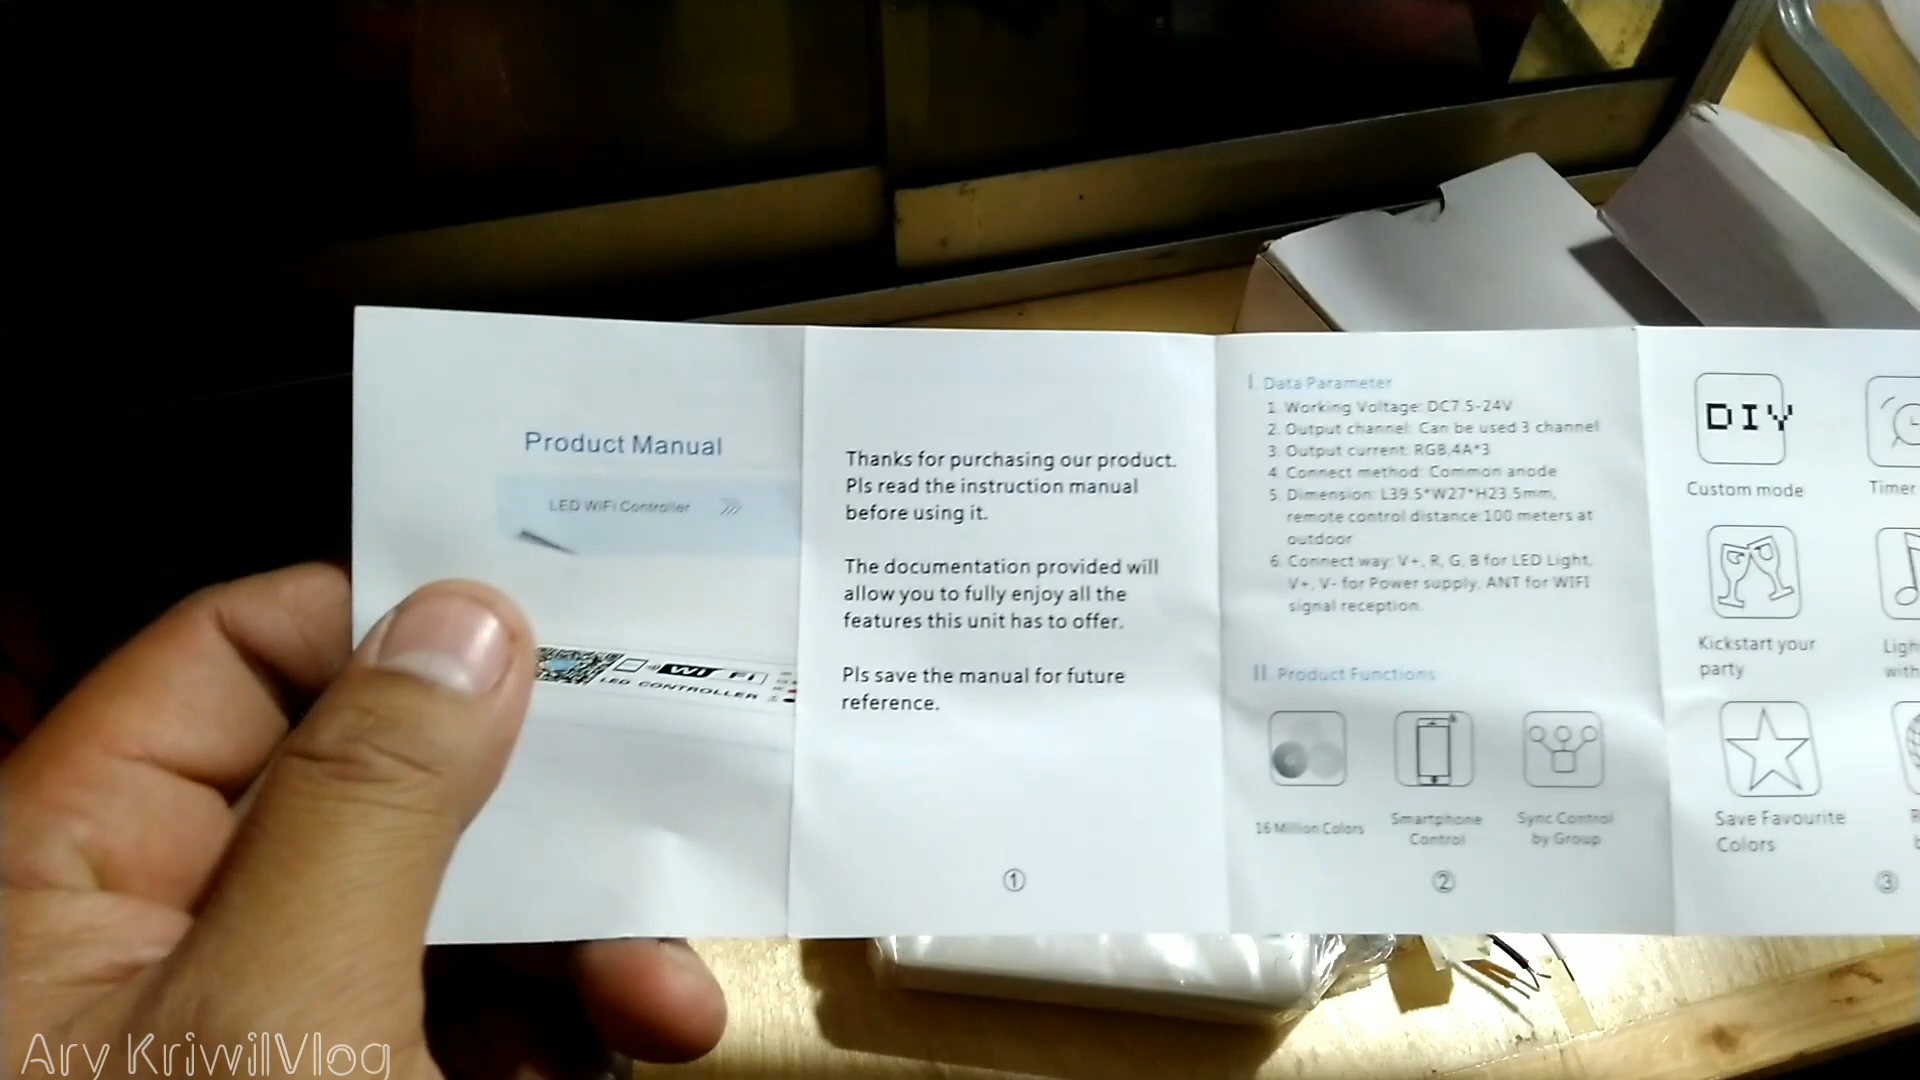 Product Manual
LED WiFi Controller
Wi Fi
LED CONTROLLER
Thanks for purchasing our product.
Pls read the instruction manual
before using it.
The documentation provided will
allow you to fully enjoy all the
features this unit has to offer.
Pls save the manual for future
reference.
①
I Data Parameter
1. Working Voltage: DC7.5-24V
2. Output channel: Can be used 3 channel
3. Output current: RGB,4A*3
4. Connect method: Common anode
5. Dimension: L39.5*W27*H23.5mm,
remote control distance:100 meters at
outdoor
6. Connect way: V+, R, G, B for LED Light,
V+, V- for Power supply, ANT for WIFI
signal reception.
II Product Functions
16 Million Colors
Smartphone
Control
Sync Control
by Group
②
DIY
Custom mode
Timer
Kickstart your
party
Ligh
with
Save Favourite
Colors
③
Ary KriwilVlog